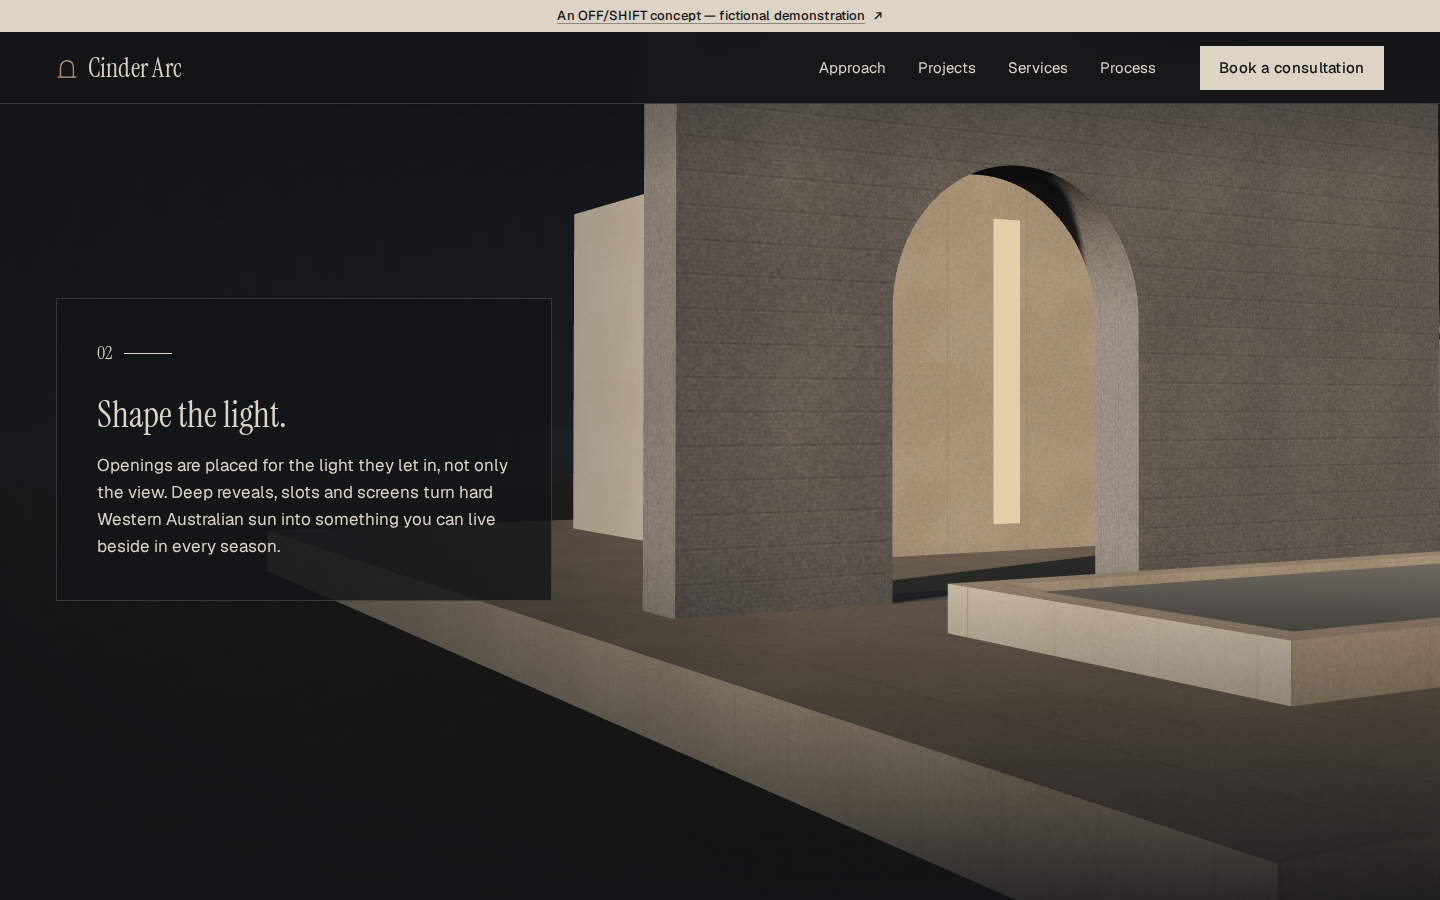 An OFF/SHIFT concept — fictional demonstration ↗
Cinder Arc
Approach
Projects
Services
Process
Book a consultation
02
Shape the light.
Openings are placed for the light they let in, not only
the view. Deep reveals, slots and screens turn hard
Western Australian sun into something you can live
beside in every season.